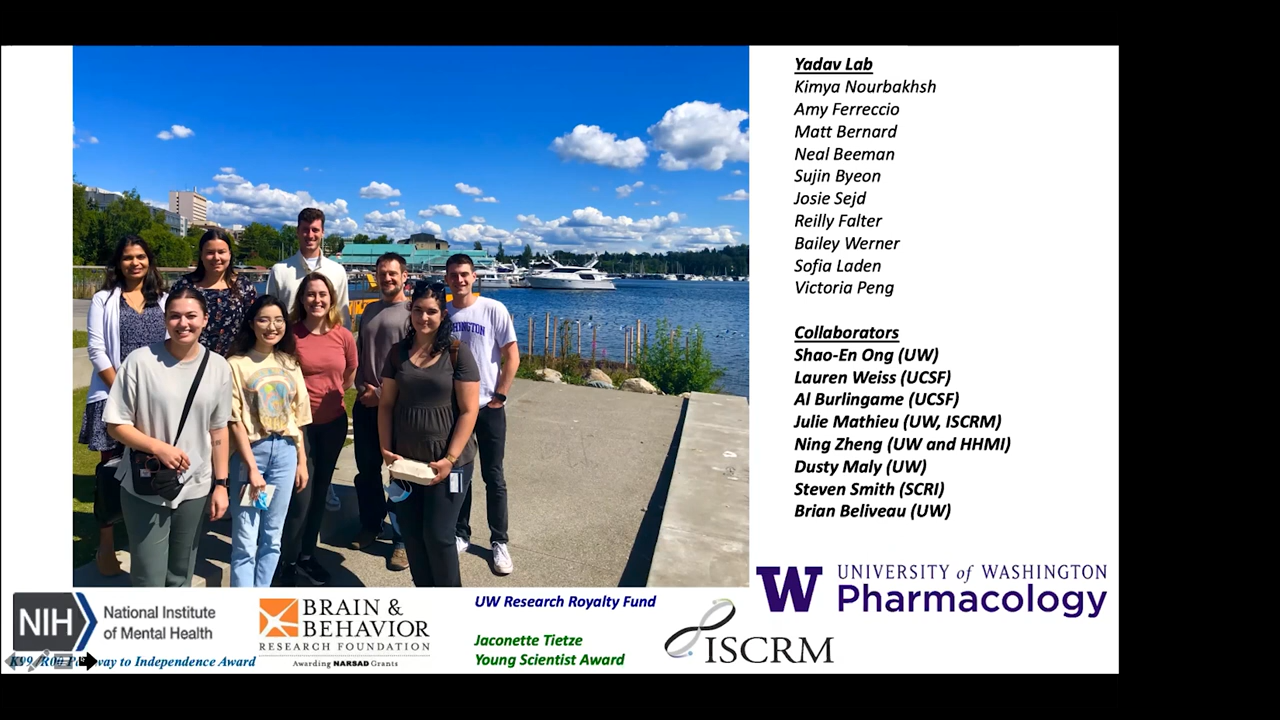 Yadav Lab
Kimya Nourbakhsh
Amy Ferreccio
Matt Bernard
Neal Beeman
Sujin Byeon
Josie Sejd
Reilly Falter
Bailey Werner
Sofia Laden
Victoria Peng
Collaborators
Shao-En Ong (UW)
Lauren Weiss (UCSF)
Al Burlingame (UCSF)
Julie Mathieu (UW, ISCRM)
Ning Zheng (UW and HHMI)
Dusty Maly (UW)
Steven Smith (SCRI)
Brian Beliveau (UW)
NIH
National Institute
of Mental Health
K99/R00 Pathway to Independence Award
BRAIN &
BEHAVIOR
RESEARCH FOUNDATION
Awarding NARSAD Grants
UW Research Royalty Fund
Jaconette Tietze
Young Scientist Award
ISCRM
W
UNIVERSITY of WASHINGTON
Pharmacology